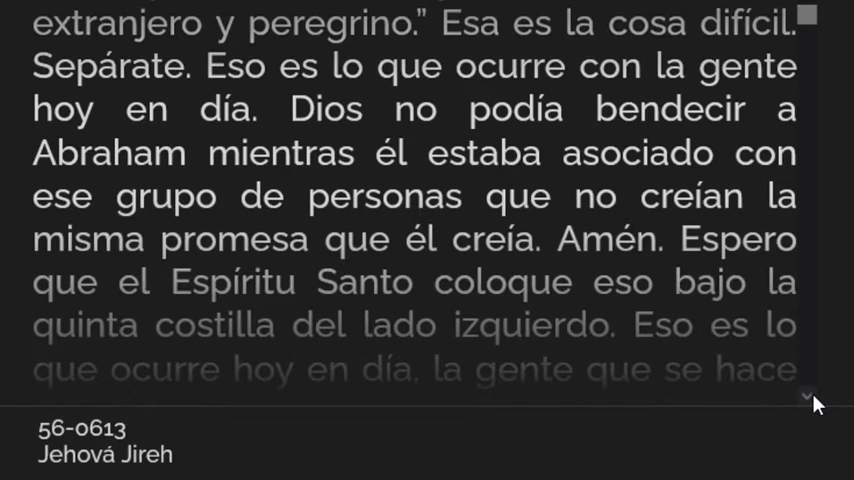 extranjero y peregrino.” Esa es la cosa difícil.
Sepárate. Eso es lo que ocurre con la gente
hoy en día. Dios no podía bendecir a
Abraham mientras él estaba asociado con
ese grupo de personas que no creían la
misma promesa que él creía. Amén. Espero
que el Espíritu Santo coloque eso bajo la
quinta costilla del lado izquierdo. Eso es lo
que ocurre hoy en día, la gente que se hace
56-0613
Jehová Jireh